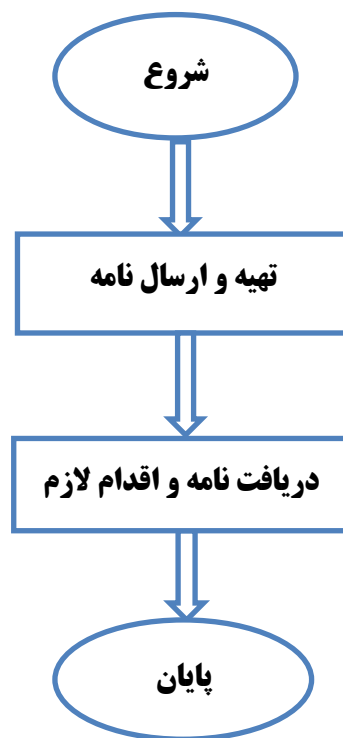 شروع
تهیه و ارسال نامه
دریافت نامه و اقدام لازم
پایان